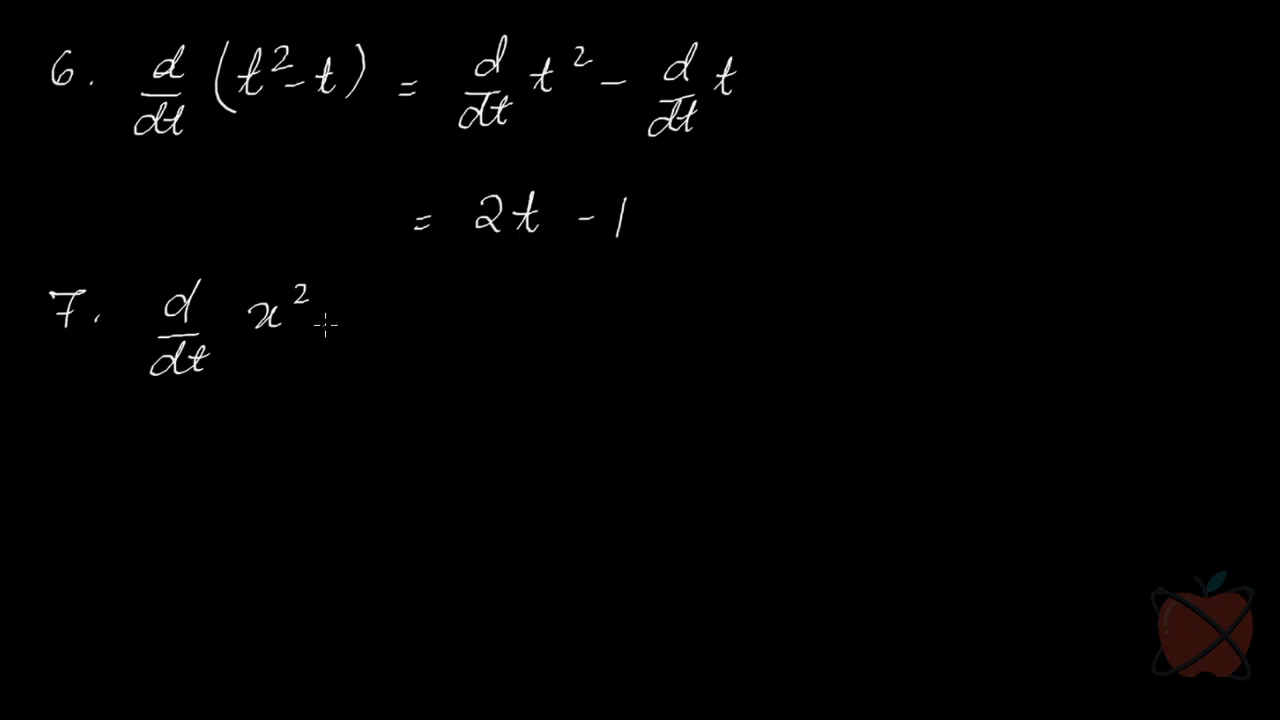 6. d/dt (t² - t) = d/dt t² - d/dt t
= 2t - 1
7. d/dt x²